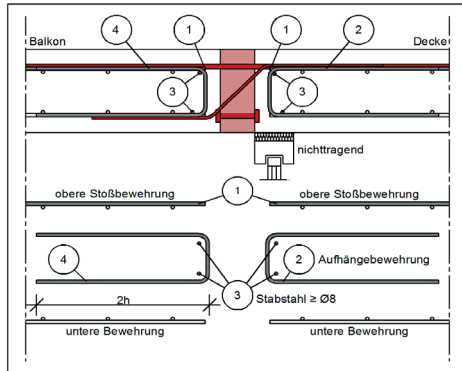 4 1 1 2
Balkon Decke
3 3
nichttragend
obere Stoßbewehrung 1 obere Stoßbewehrung
4 2 Aufhängebewehrung
3 Stabstahl ≥ Ø8
2h
untere Bewehrung untere Bewehrung